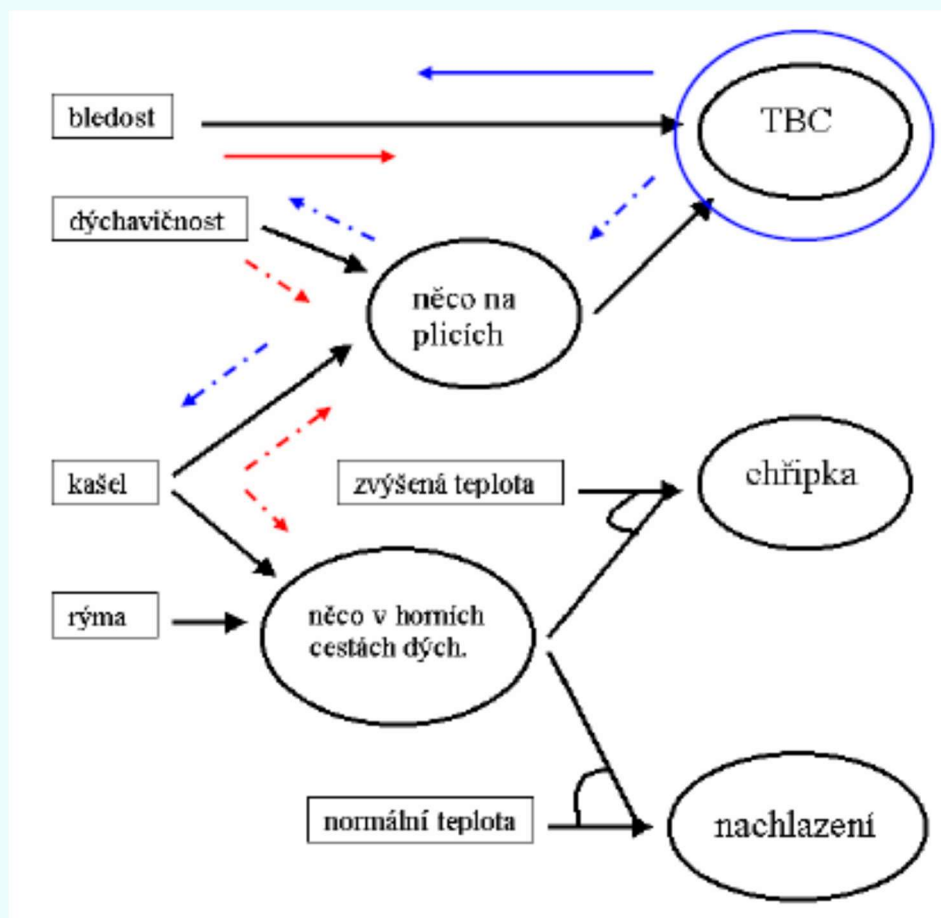 bledost
TBC
dýchavičnost
něco na
plicích
kašel
zvýšená teplota
chřipka
rýma
něco v horních
cestách dých.
normální teplota
nachlazení